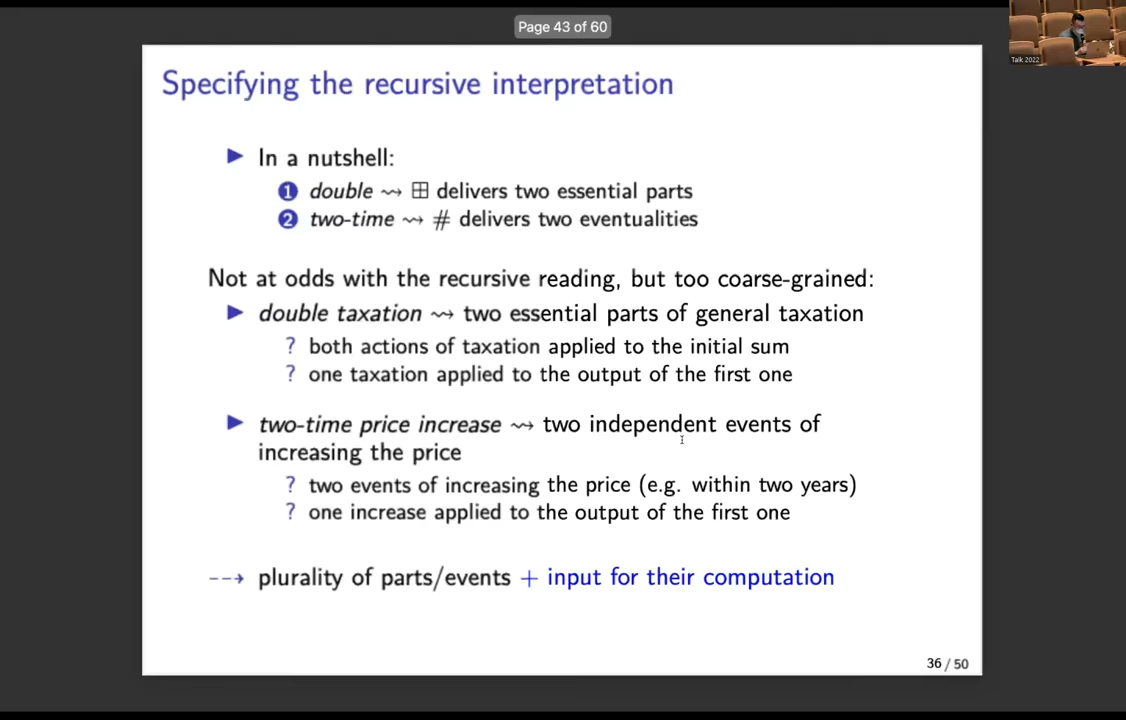 Page 43 of 60
Talk 2022
Specifying the recursive interpretation
▶ In a nutshell:
1 double ⇝ ⊞ delivers two essential parts
2 two-time ⇝ # delivers two eventualities
Not at odds with the recursive reading, but too coarse-grained:
▶ double taxation ⇝ two essential parts of general taxation
? both actions of taxation applied to the initial sum
? one taxation applied to the output of the first one
▶ two-time price increase ⇝ two independent events of
increasing the price
? two events of increasing the price (e.g. within two years)
? one increase applied to the output of the first one
⇢ plurality of parts/events + input for their computation
36 / 50